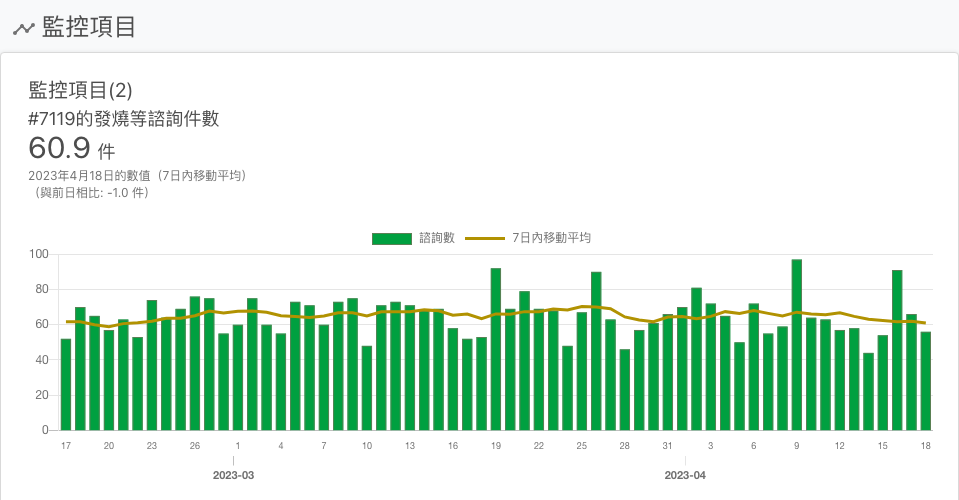 監控項目
監控項目(2)
#7119的發燒等諮詢件數
60.9 件
2023年4月18日的數值（7日內移動平均）
（與前日相比: -1.0 件）
諮詢數 7日內移動平均
100
80
60
40
20
0
17 20 23 26 1 4 7 10 13 16 19 22 25 28 31 3 6 9 12 15 18
2023-03 2023-04